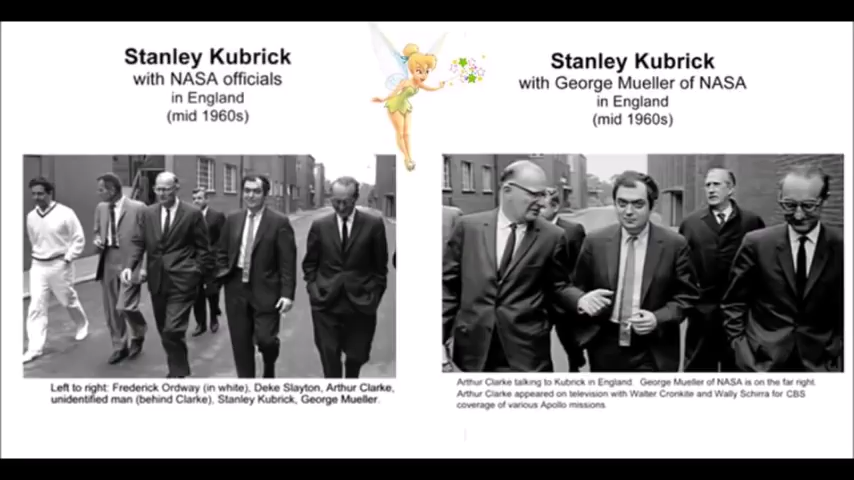 Stanley Kubrick
with NASA officials
in England
(mid 1960s)
Left to right: Frederick Ordway (in white), Deke Slayton, Arthur Clarke,
unidentified man (behind Clarke), Stanley Kubrick, George Mueller.
Stanley Kubrick
with George Mueller of NASA
in England
(mid 1960s)
Arthur Clarke talking to Kubrick in England. George Mueller of NASA is on the far right.
Arthur Clarke appeared on television with Walter Cronkite and Wally Schirra for CBS
coverage of various Apollo missions.